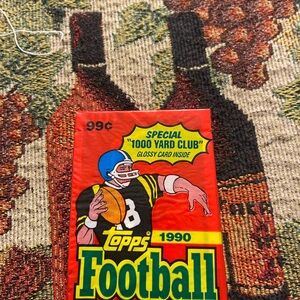 99¢
SPECIAL
"1000 YARD CLUB"
GLOSSY CARD INSIDE
8
Topps 1990
Football